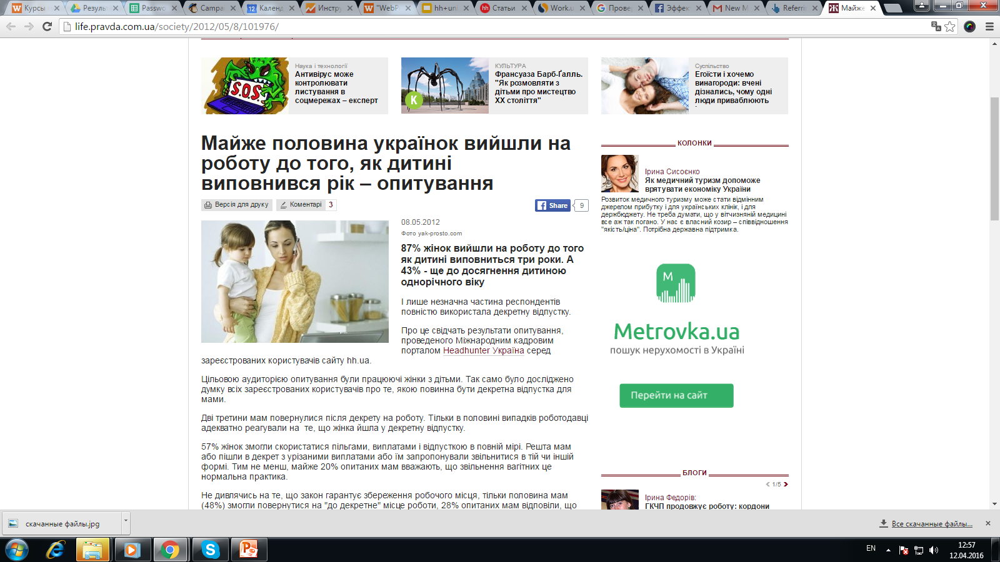 Курсы
Резуль
Passwo
Campa
Календ
Инстру
"WebP
hh+un
Статьи
Work.u
Прове
Эффек
New M
Referri
Майже
life.pravda.com.ua/society/2012/05/8/101976/
Наука і технології
Антивірус може
контролювати
листування в
соцмережах – експерт
S.O.S
КУЛЬТУРА
Франсуаза Барб-Ґалль.
"Як розмовляти з
дітьми про мистецтво
XX століття"
K
Суспільство
Егоїсти і хочемо
винагороди: вчені
дізнались, чому одні
люди приваблюють
Майже половина українок вийшли на
роботу до того, як дитині
виповнився рік – опитування
Версія для друку
Коментарі 3
Share 9
08.05.2012
Фото yak-prosto.com
87% жінок вийшли на роботу до того
як дитині виповниться три роки. А
43% - ще до досягнення дитиною
однорічного віку
І лише незначна частина респондентів
повністю використала декретну відпустку.
Про це свідчать результати опитування,
проведеного Міжнародним кадровим
порталом Headhunter Україна серед
зареєстрованих користувачів сайту hh.ua.
Цільовою аудиторією опитування були працюючі жінки з дітьми. Так само було досліджено
думку всіх зареєстрованих користувачів про те, якою повинна бути декретна відпустка для
мами.
Дві третини мам повернулися після декрету на роботу. Тільки в половині випадків роботодавці
адекватно реагували на  те, що жінка йшла у декретну відпустку.
57% жінок змогли скористатися пільгами, виплатами і відпусткою в повній мірі. Решта мам
або пішли в декрет з урізаними виплатами або їм запропонували звільнитися в тій чи іншій
формі. Тим не менш, майже 20% опитаних мам вважають, що звільнення вагітних це
нормальна практика.
Не дивлячись на те, що закон гарантує збереження робочого місця, тільки половина мам
(48%) змогли повернутися на "до декретне" місце роботи, 28% опитаних мам відповіли, що
КОЛОНКИ
Ірина Сисоєнко
Як медичний туризм допоможе
врятувати економіку України
Розвиток медичного туризму може стати відмінним
джерелом прибутку і для українських клінік, і для
держбюджету. Не треба думати, що у вітчизняній медицині
все аж так погано. У нас є власний козир – співвідношення
"якість/ціна". Потрібна державна підтримка.
M
Metrovka.ua
пошук нерухомості в Україні
Перейти на сайт
БЛОГИ
1/5
Ірина Федорів:
ГКЧП продовжує роботу: кордони
скачанные файлы.jpg
Все скачанные файлы...
EN
12:57
12.04.2016